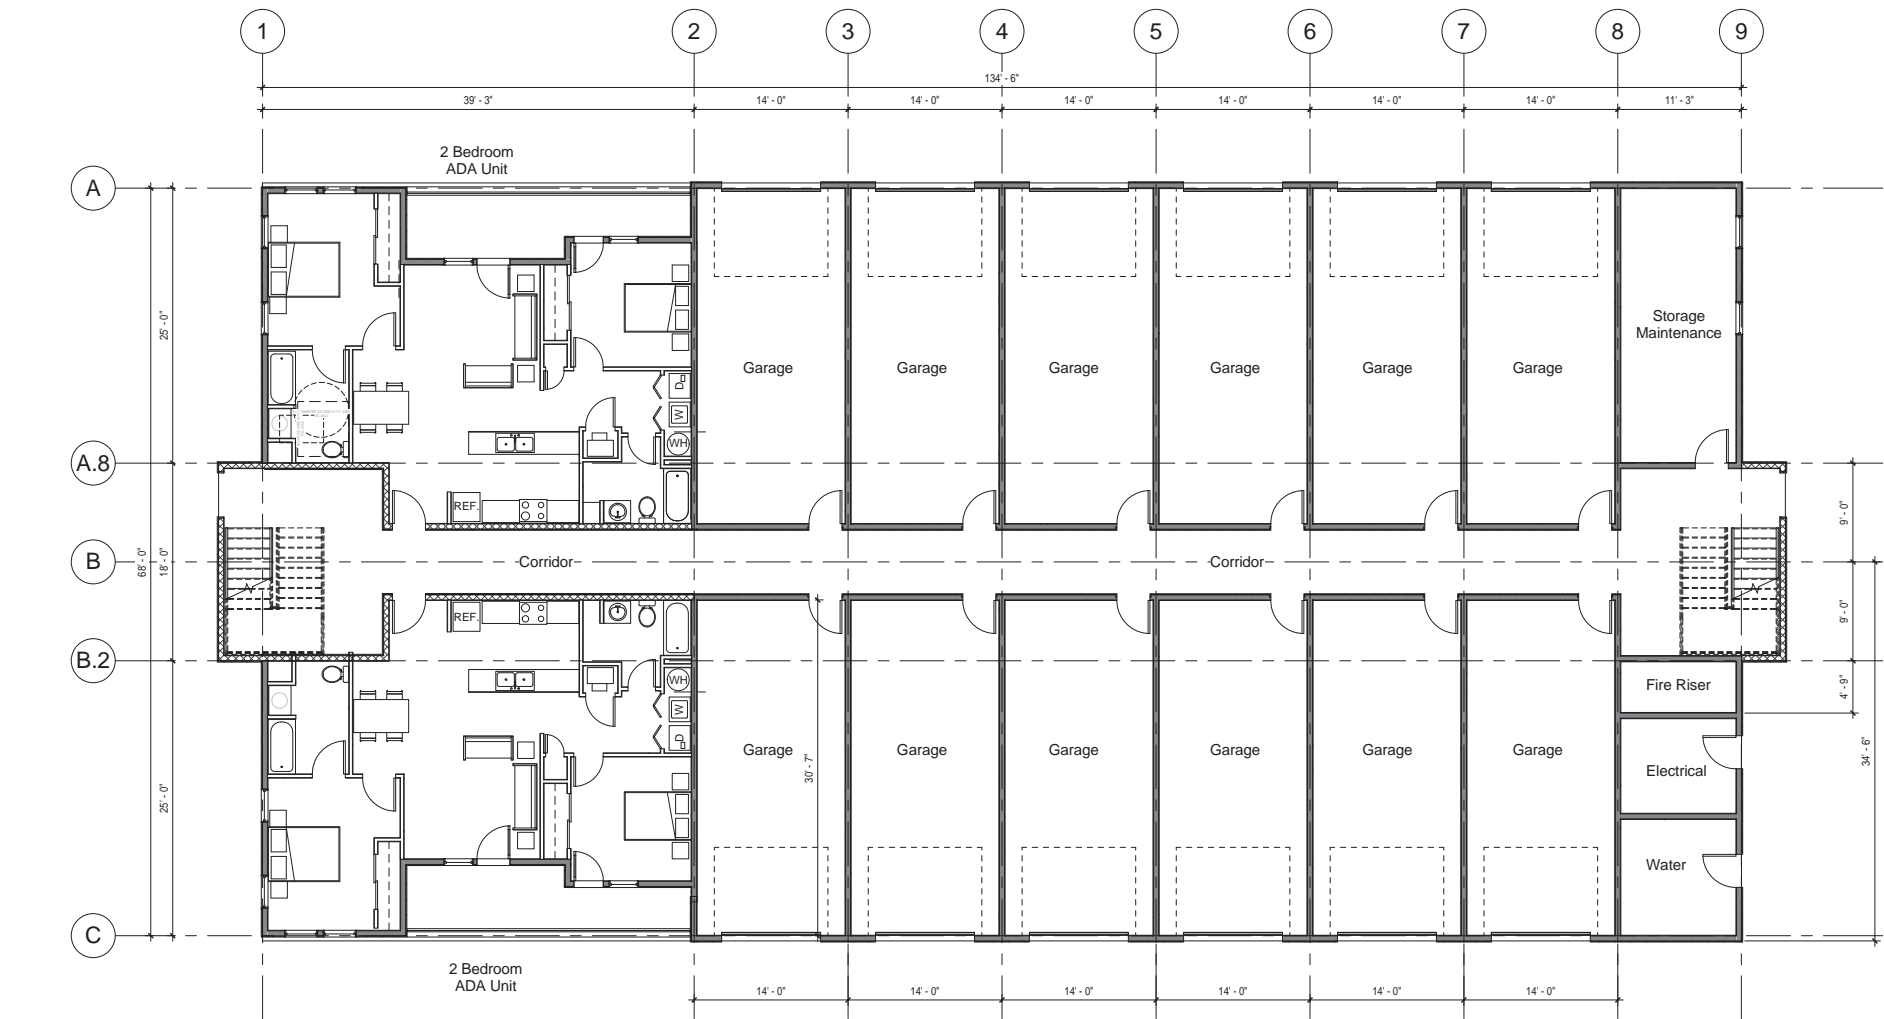 1
2
3
4
5
6
7
8
9
134' - 6"
39' - 3"
14' - 0"
14' - 0"
14' - 0"
14' - 0"
14' - 0"
14' - 0"
11' - 3"
2 Bedroom
ADA Unit
A
25' - 0"
Storage
Maintenance
Garage
Garage
Garage
Garage
Garage
Garage
D
W
WH
A.8
REF.
9' - 0"
B
68' - 0"
18' - 0"
Corridor
Corridor
9' - 0"
REF.
B.2
WH
W
D
Fire Riser
4' - 9"
Garage
Garage
Garage
Garage
Garage
Garage
30' - 7"
34' - 6"
Electrical
25' - 0"
Water
C
2 Bedroom
ADA Unit
14' - 0"
14' - 0"
14' - 0"
14' - 0"
14' - 0"
14' - 0"